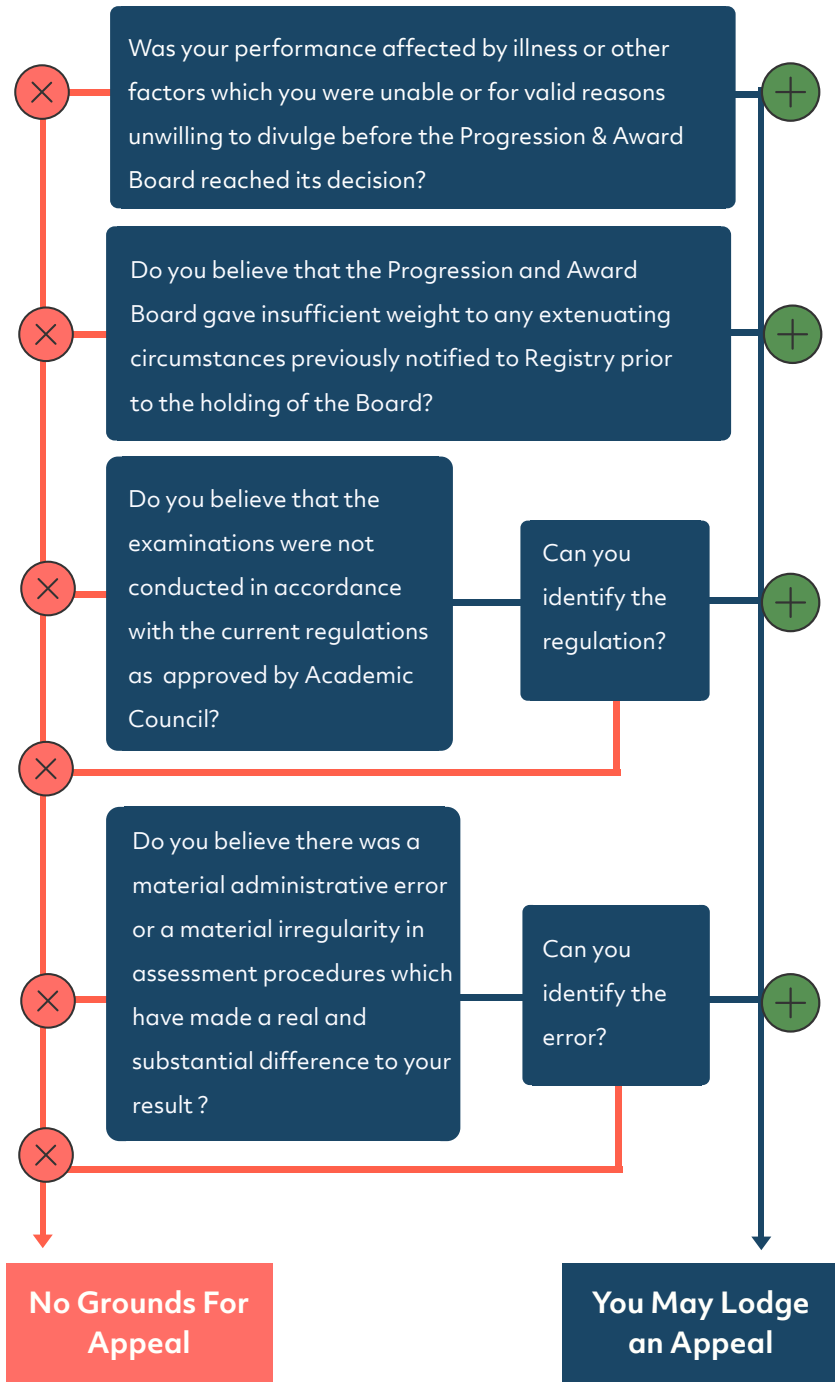 Was your performance affected by illness or other
factors which you were unable or for valid reasons
unwilling to divulge before the Progression & Award
Board reached its decision?
Do you believe that the Progression and Award
Board gave insufficient weight to any extenuating
circumstances previously notified to Registry prior
to the holding of the Board?
Do you believe that the
examinations were not
conducted in accordance
with the current regulations
as  approved by Academic
Council?
Can you
identify the
regulation?
Do you believe there was a
material administrative error
or a material irregularity in
assessment procedures which
have made a real and
substantial difference to your
result ?
Can you
identify the
error?
No Grounds For
Appeal
You May Lodge
an Appeal